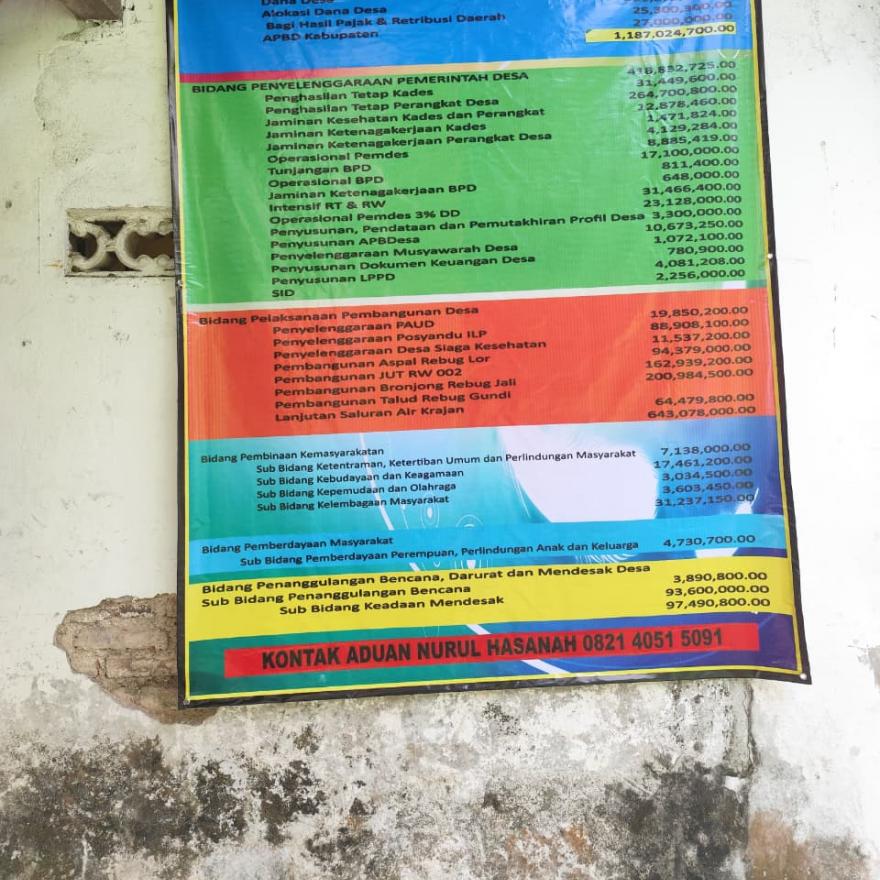 Dana Desa
Alokasi Dana Desa 25,300,300.00
Bagi Hasil Pajak & Retribusi Daerah 27,000,000.00
APBD Kabupaten 1,187,024,700.00
BIDANG PENYELENGGARAAN PEMERINTAH DESA 418,832,725.00
Penghasilan Tetap Kades 31,449,600.00
Penghasilan Tetap Perangkat Desa 264,700,800.00
Jaminan Kesehatan Kades dan Perangkat 12,878,460.00
Jaminan Ketenagakerjaan Kades 1,471,824.00
Jaminan Ketenagakerjaan Perangkat Desa 4,129,284.00
Operasional Pemdes 8,885,419.00
Tunjangan BPD 17,100,000.00
Operasional BPD 811,400.00
Jaminan Ketenagakerjaan BPD 648,000.00
Intensif RT & RW 31,466,400.00
Operasional Pemdes 3% DD 23,128,000.00
Penyusunan, Pendataan dan Pemutakhiran Profil Desa 3,300,000.00
Penyusunan APBDesa 10,673,250.00
Penyelenggaraan Musyawarah Desa 1,072,100.00
Penyusunan Dokumen Keuangan Desa 780,900.00
Penyusunan LPPD 4,081,208.00
SID 2,256,000.00
Bidang Pelaksanaan Pembangunan Desa
Penyelenggaraan PAUD 19,850,200.00
Penyelenggaraan Posyandu ILP 88,908,100.00
Penyelenggaraan Desa Siaga Kesehatan 11,537,200.00
Pembangunan Aspal Rebug Lor 94,379,000.00
Pembangunan JUT RW 002 162,939,200.00
Pembangunan Bronjong Rebug Jali 200,984,500.00
Pembangunan Talud Rebug Gundi
Lanjutan Saluran Air Krajan 64,479,800.00
643,078,000.00
Bidang Pembinaan Kemasyarakatan
Sub Bidang Ketentraman, Ketertiban Umum dan Perlindungan Masyarakat 7,138,000.00
Sub Bidang Kebudayaan dan Keagamaan 17,461,200.00
Sub Bidang Kepemudaan dan Olahraga 3,034,500.00
Sub Bidang Kelembagaan Masyarakat 3,603,450.00
31,237,150.00
Bidang Pemberdayaan Masyarakat
Sub Bidang Pemberdayaan Perempuan, Perlindungan Anak dan Keluarga 4,730,700.00
Bidang Penanggulangan Bencana, Darurat dan Mendesak Desa
Sub Bidang Penanggulangan Bencana 3,890,800.00
Sub Bidang Keadaan Mendesak 93,600,000.00
97,490,800.00
KONTAK ADUAN NURUL HASANAH 0821 4051 5091